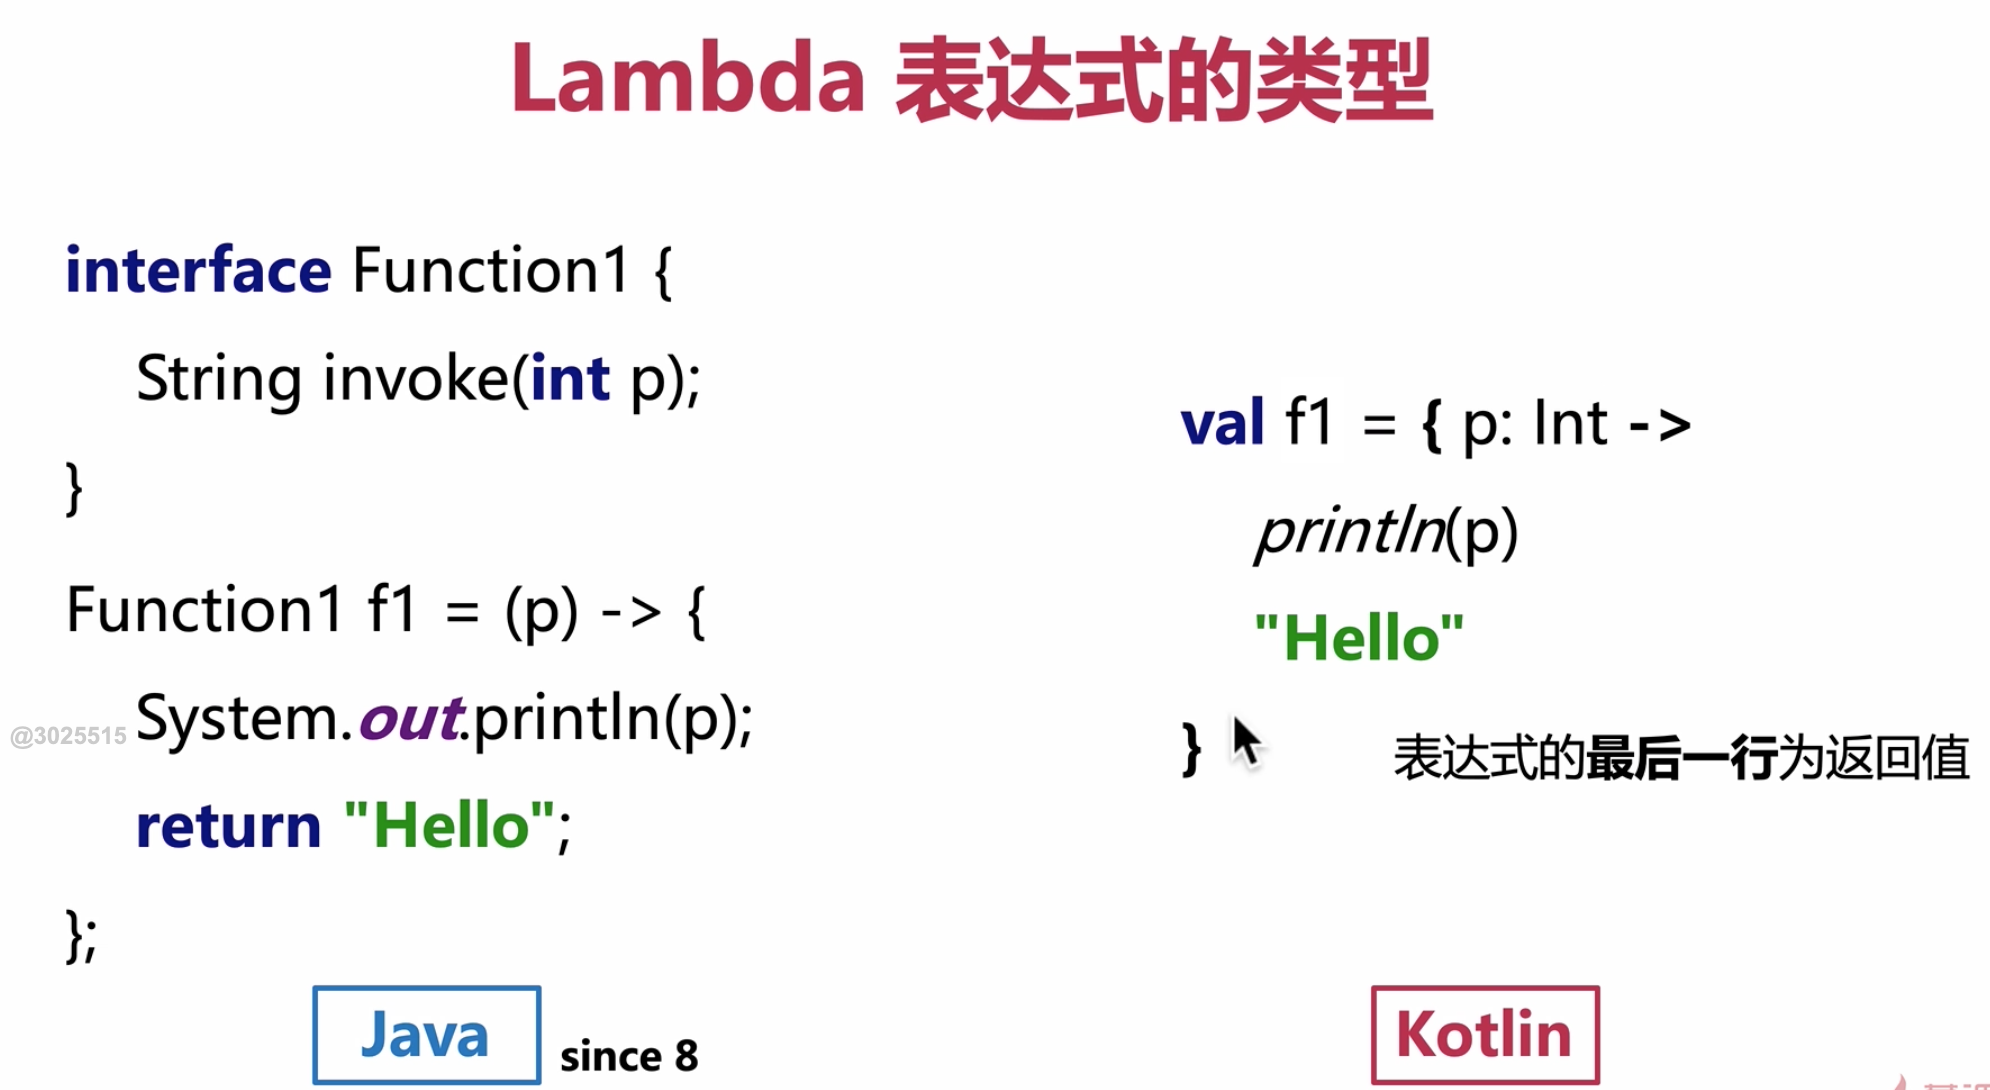 Lambda 表达式的类型
interface Function1 {
String invoke(int p);
}
Function1 f1 = (p) -> {
System.out.println(p);
return "Hello";
};
Java
since 8
val f1 = { p: Int ->
println(p)
"Hello"
}
表达式的最后一行为返回值
Kotlin
@3025515